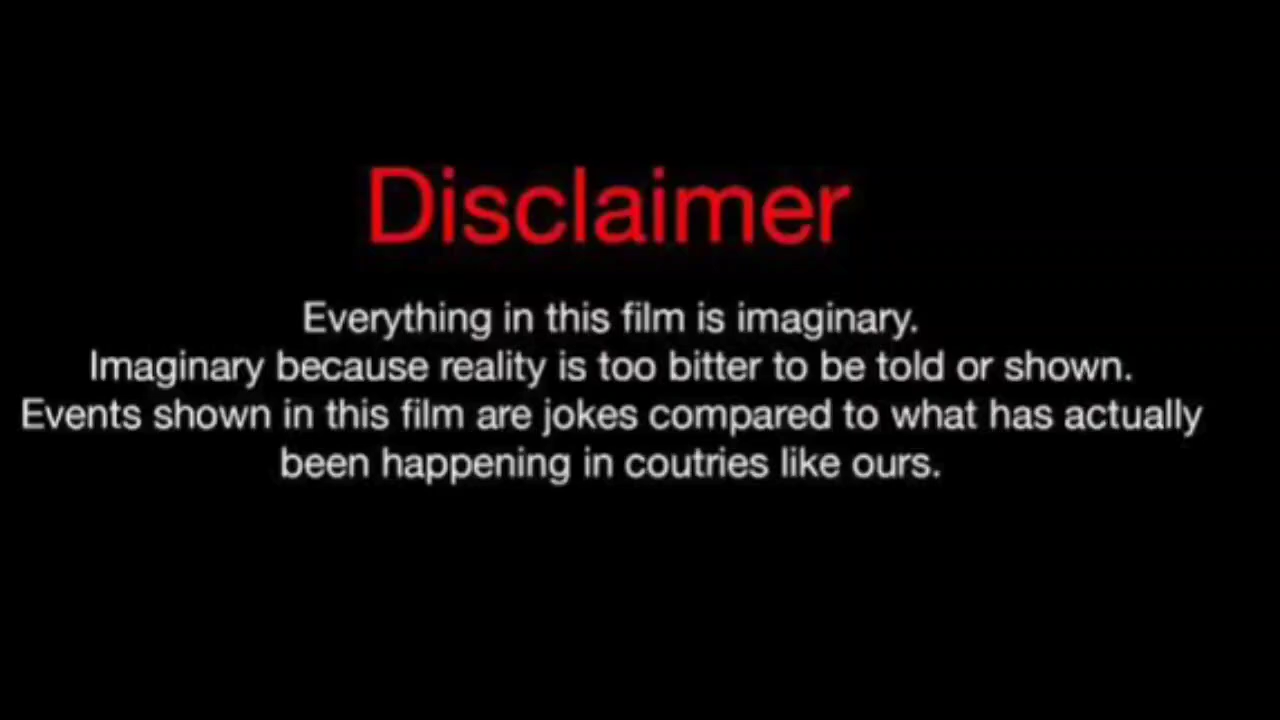 Disclaimer
Everything in this film is imaginary.
Imaginary because reality is too bitter to be told or shown.
Events shown in this film are jokes compared to what has actually
been happening in coutries like ours.